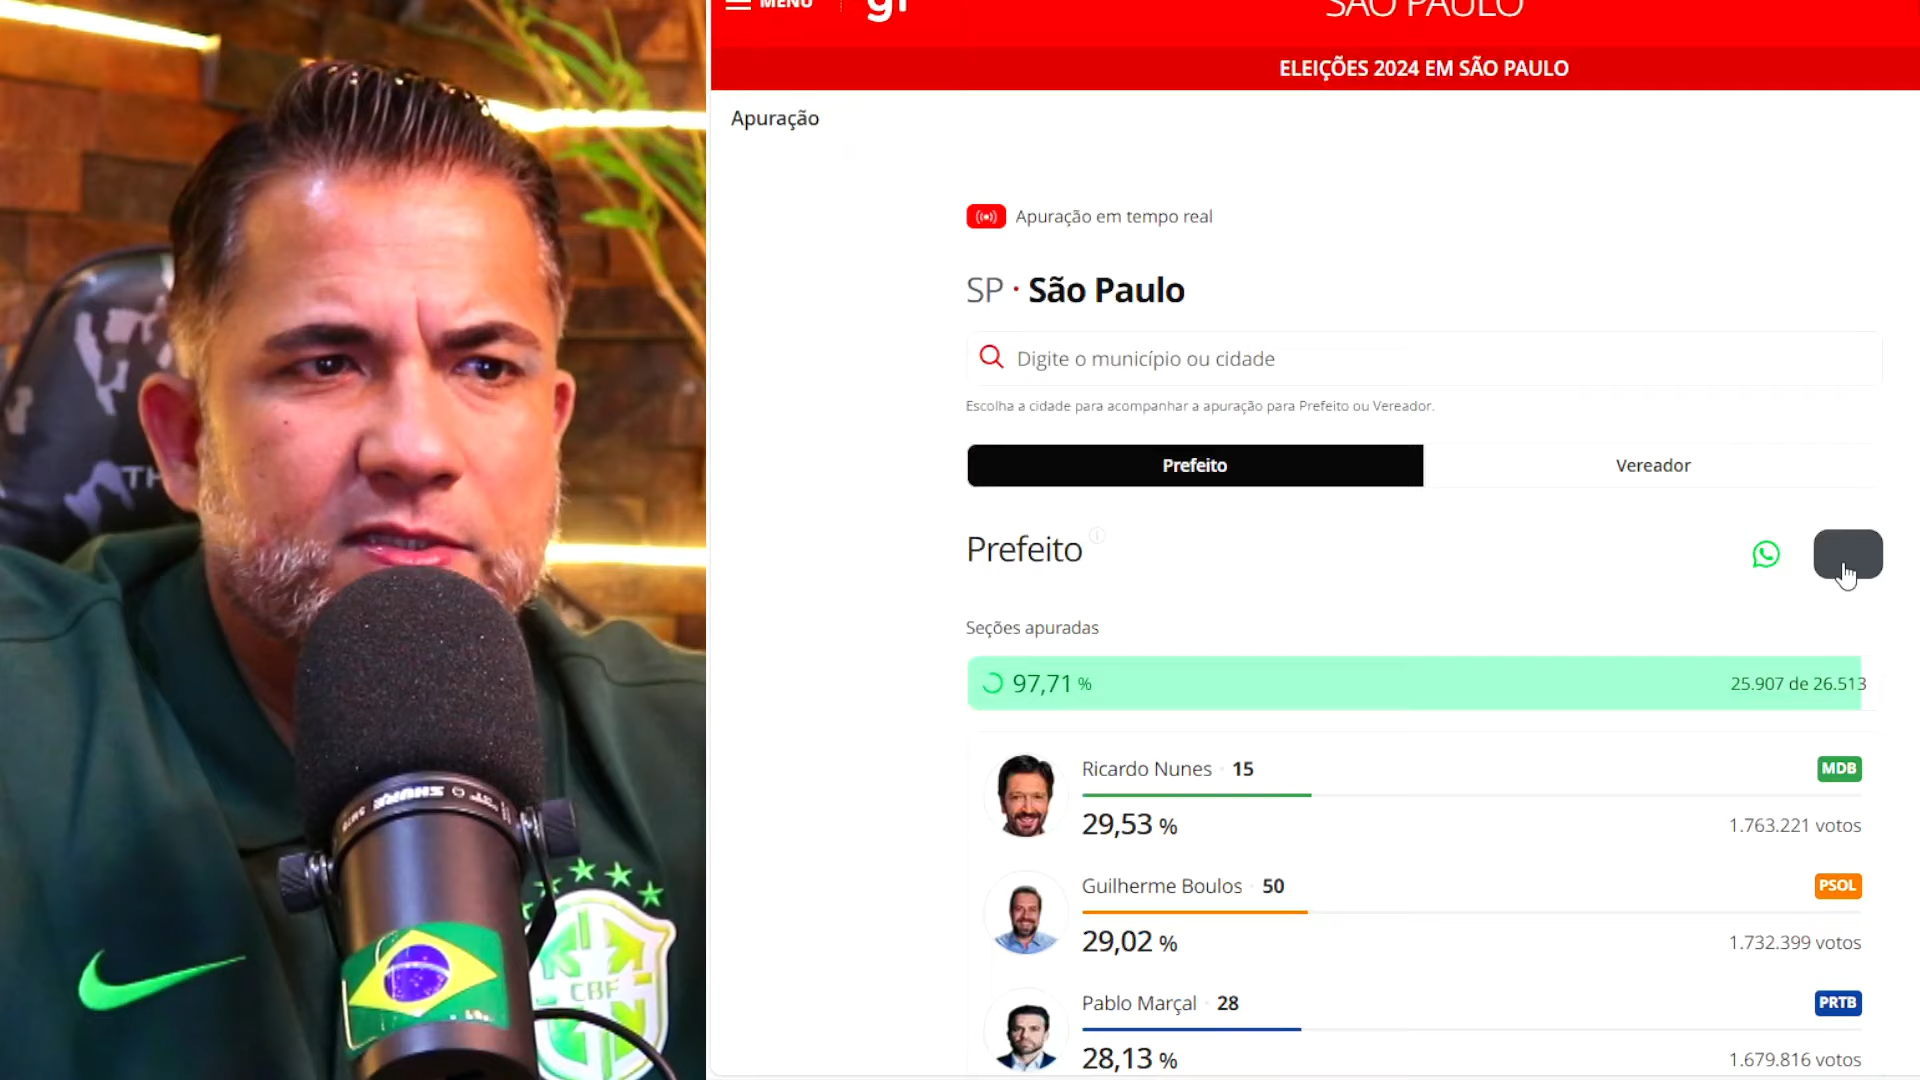 MENU
g1
SÃO PAULO
ELEIÇÕES 2024 EM SÃO PAULO
Apuração
Apuração em tempo real
SP · São Paulo
Digite o município ou cidade
Escolha a cidade para acompanhar a apuração para Prefeito ou Vereador.
Prefeito
Vereador
Prefeito
Seções apuradas
97,71 %
25.907 de 26.513
Ricardo Nunes · 15
MDB
29,53 %
1.763.221 votos
Guilherme Boulos · 50
PSOL
29,02 %
1.732.399 votos
Pablo Marçal · 28
PRTB
28,13 %
1.679.816 votos
TH
SHURE
CBF